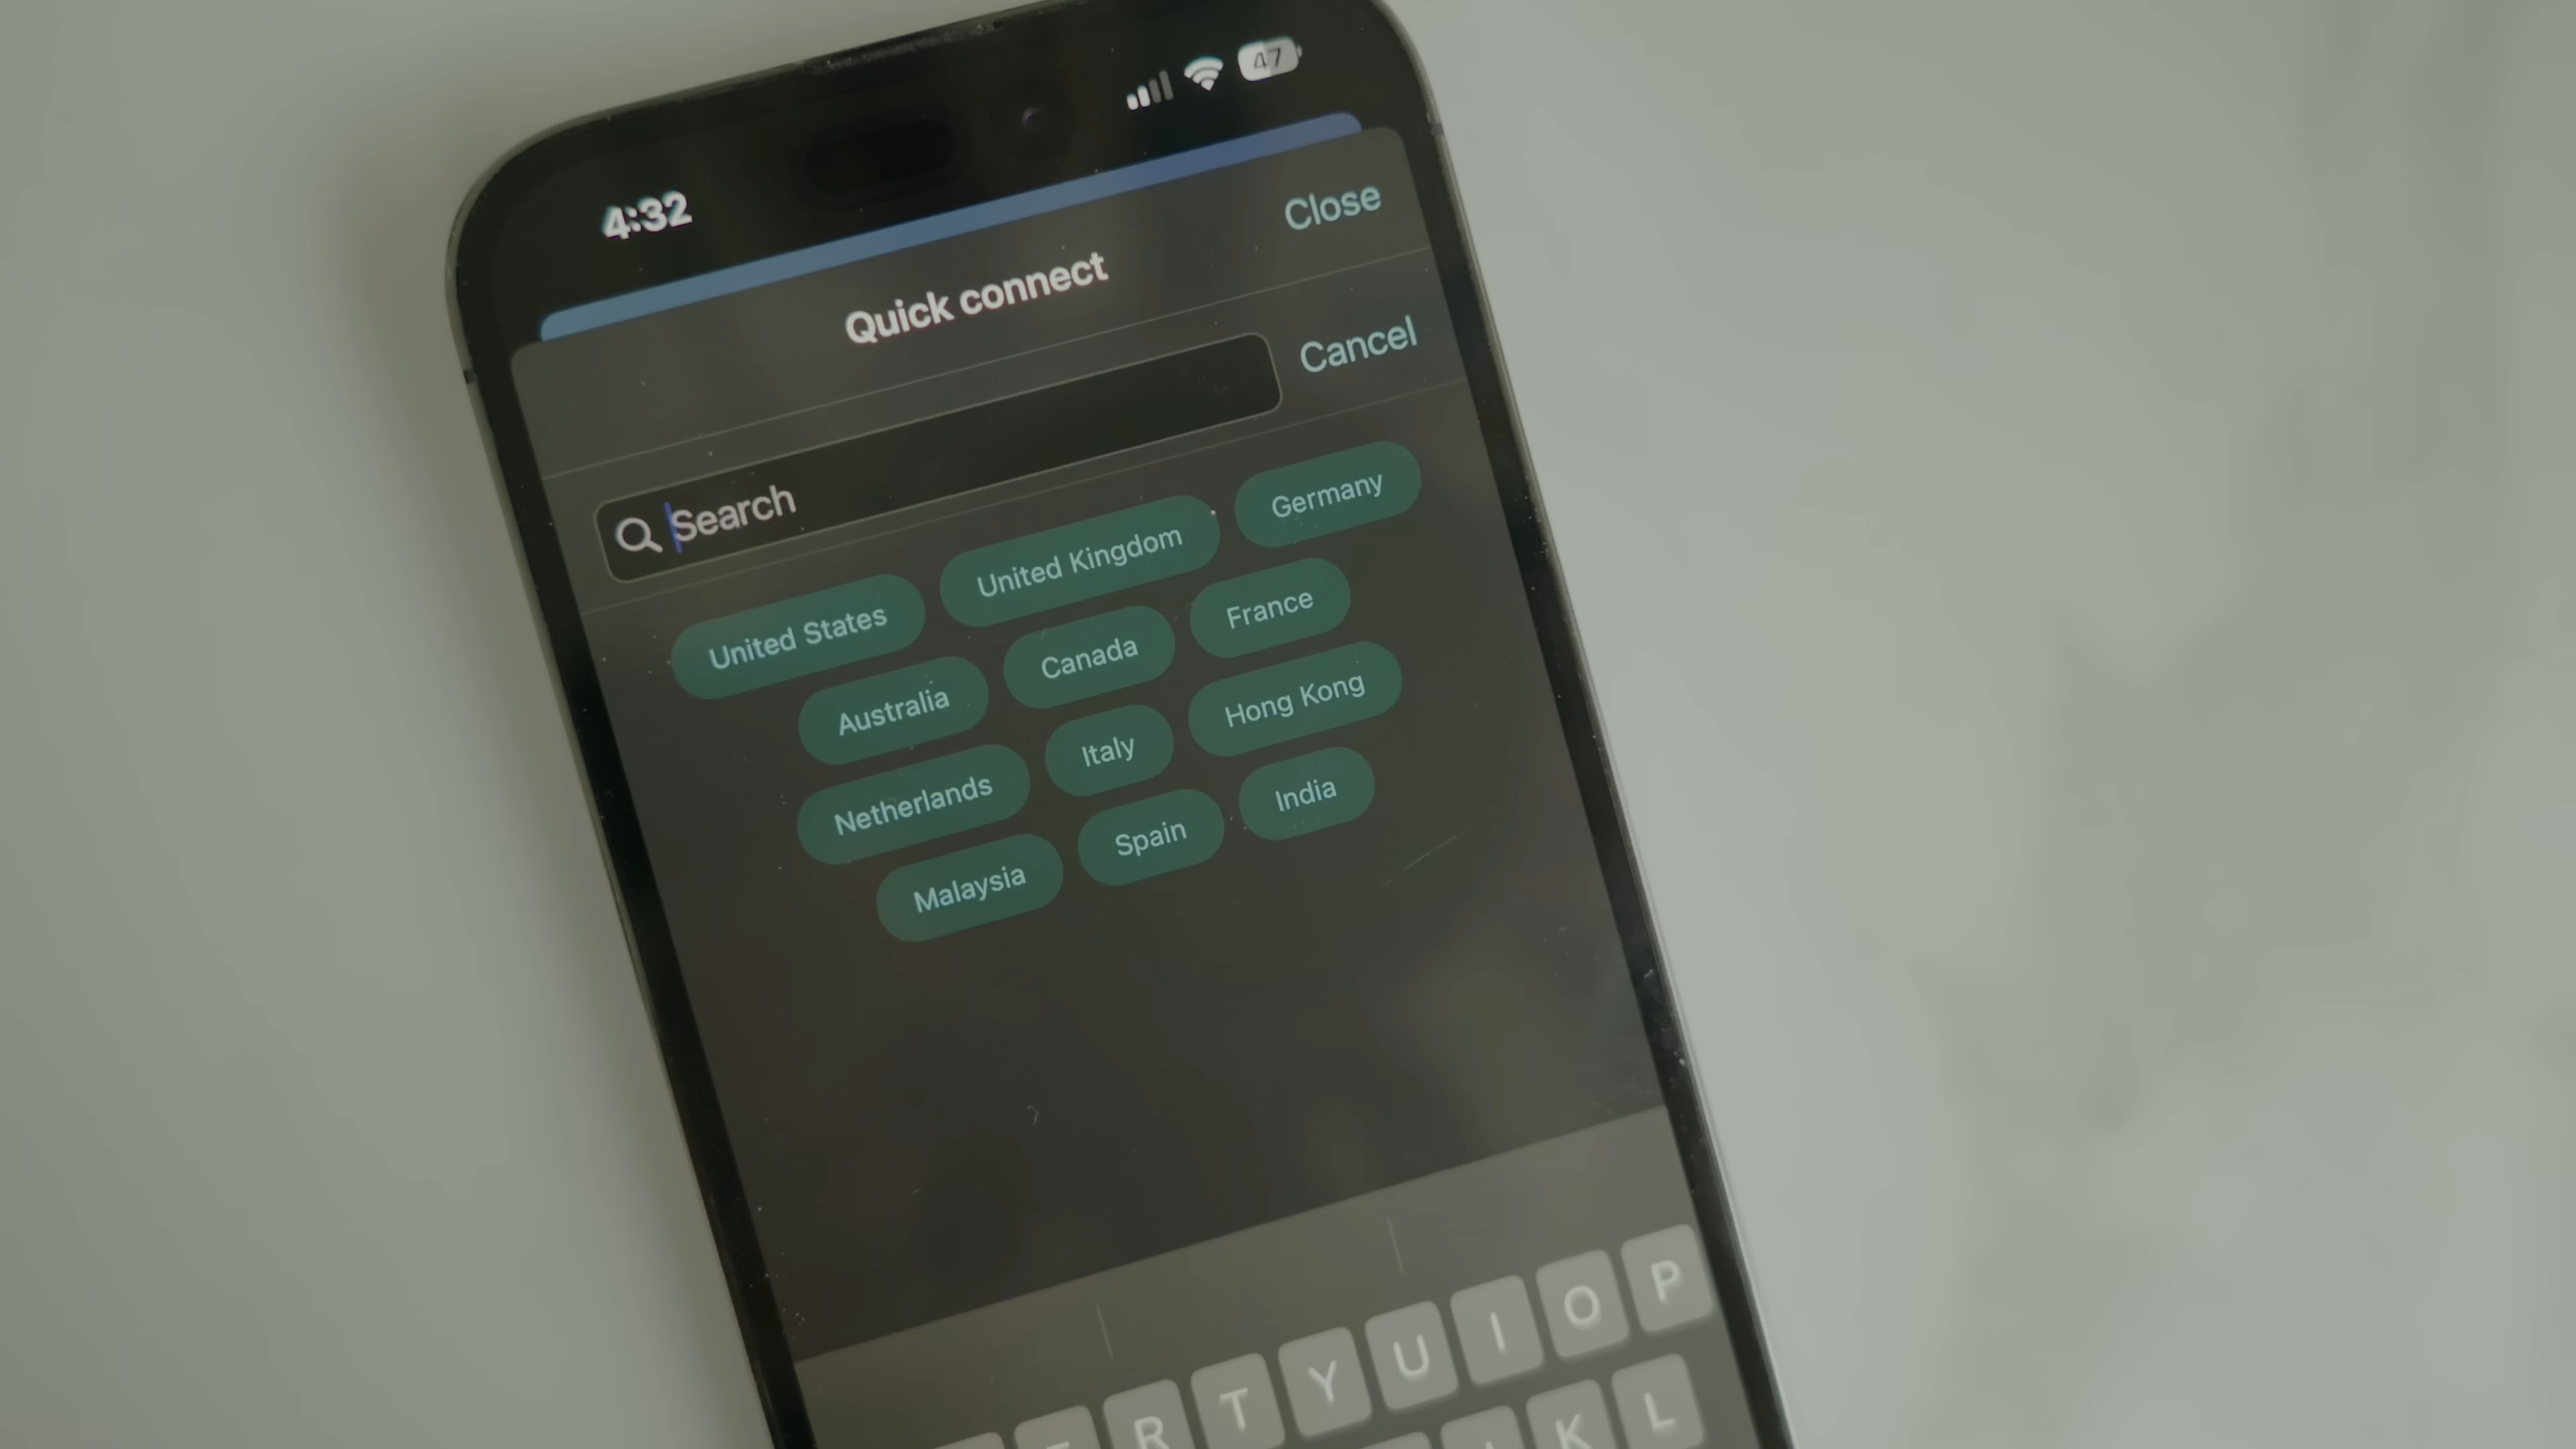 4:32 47
Close
Quick connect
Search Cancel
United States United Kingdom Germany
Australia Canada France
Netherlands Italy Hong Kong
Malaysia Spain India
R T Y U I O P
K L